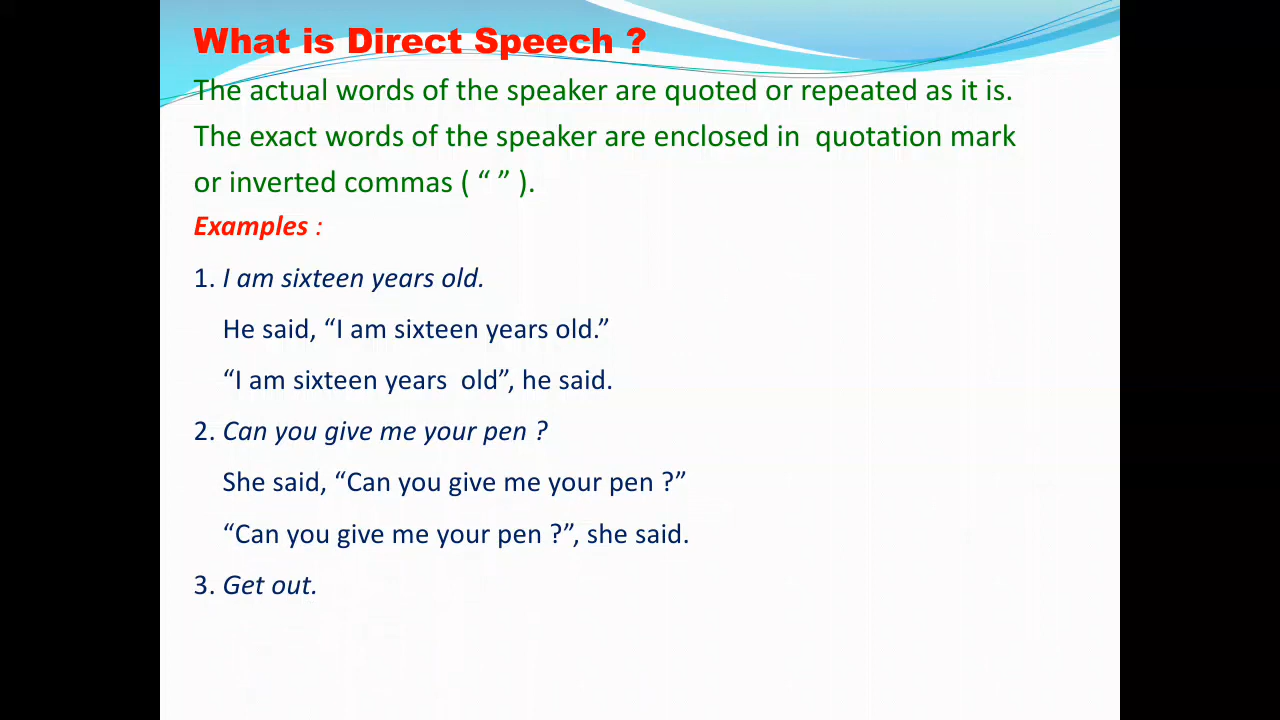 What is Direct Speech ?
The actual words of the speaker are quoted or repeated as it is.
The exact words of the speaker are enclosed in  quotation mark
or inverted commas ( “ ” ).
Examples :
1. I am sixteen years old.
He said, “I am sixteen years old.”
“I am sixteen years  old”, he said.
2. Can you give me your pen ?
She said, “Can you give me your pen ?”
“Can you give me your pen ?”, she said.
3. Get out.